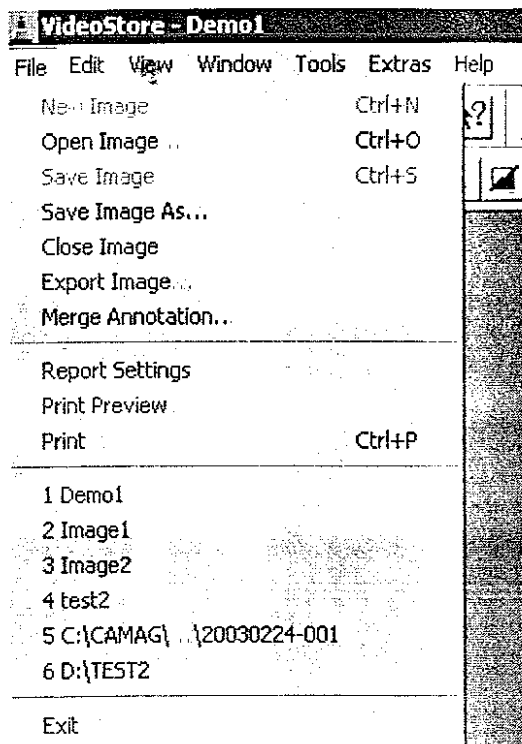 VideoStore - Demo1
File Edit View Window Tools Extras Help
New Image Ctrl+N
Open Image... Ctrl+O
Save Image Ctrl+S
Save Image As...
Close Image
Export Image...
Merge Annotation...
Report Settings
Print Preview
Print Ctrl+P
1 Demo1
2 Image1
3 Image2
4 test2
5 C:\CAMAG\...\20030224-001
6 D:\TEST2
Exit